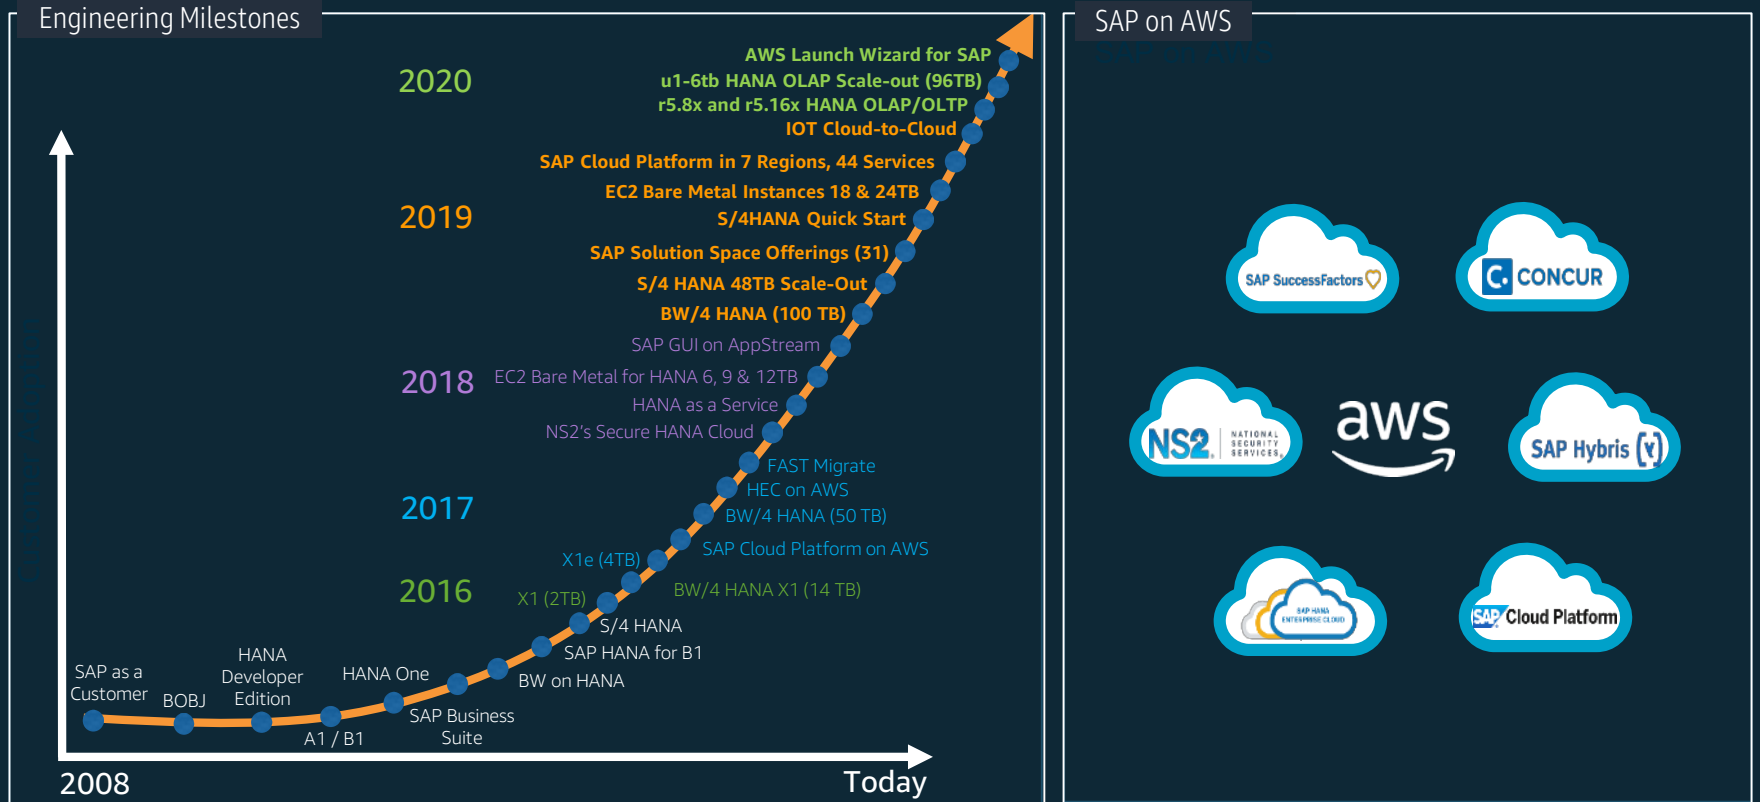 Engineering Milestones
2020
AWS Launch Wizard for SAP
u1-6tb HANA OLAP Scale-out (96TB)
r5.8x and r5.16x HANA OLAP/OLTP
IOT Cloud-to-Cloud
SAP Cloud Platform in 7 Regions, 44 Services
EC2 Bare Metal Instances 18 & 24TB
2019
S/4HANA Quick Start
SAP Solution Space Offerings (31)
S/4 HANA 48TB Scale-Out
BW/4 HANA (100 TB)
SAP GUI on AppStream
2018
EC2 Bare Metal for HANA 6, 9 & 12TB
HANA as a Service
NS2's Secure HANA Cloud
FAST Migrate
HEC on AWS
2017
BW/4 HANA (50 TB)
SAP Cloud Platform on AWS
X1e (4TB)
2016
BW/4 HANA X1 (14 TB)
X1 (2TB)
S/4 HANA
SAP HANA for B1
BW on HANA
SAP as a
Customer
BOBJ
HANA
Developer
Edition
A1 / B1
HANA One
SAP Business
Suite
2008
Today
SAP on AWS
SAP on AWS
SAP SuccessFactors
C. CONCUR
NS2. NATIONAL
SECURITY
SERVICES.
aws
SAP Hybris (Y)
SAP HANA
ENTERPRISE CLOUD
SAP Cloud Platform